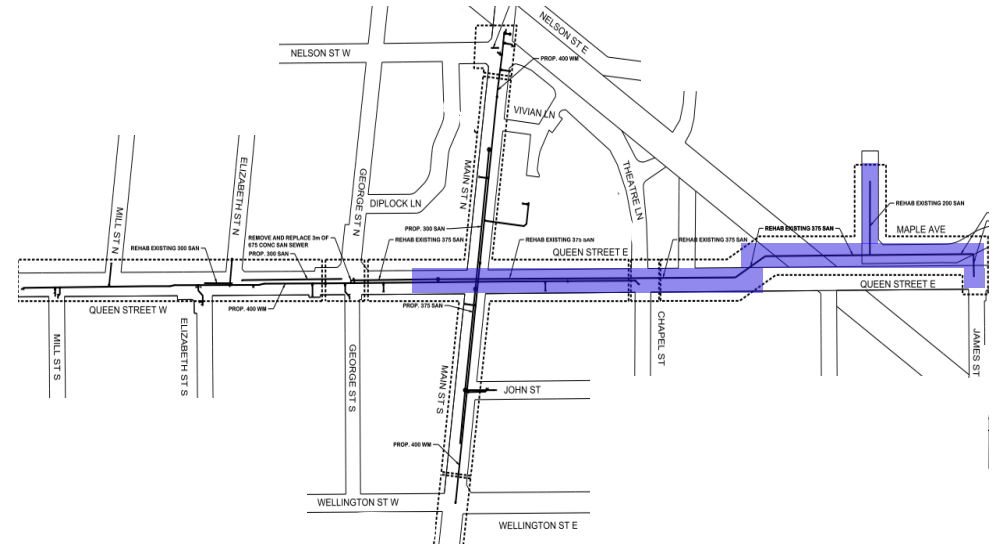 NELSON ST E
NELSON ST W
PROP. 400 WM
VIVIAN LN
MILL ST N
ELIZABETH ST N
GEORGE ST N
MAIN ST N
THEATRE LN
DIPLOCK LN
REHAB EXISTING 200 SAN
MAPLE AVE
PROP. 300 SAN
REMOVE AND REPLACE 3m OF
675 CONC SAN SEWER
REHAB EXISTING 300 SAN
PROP. 300 SAN
REHAB EXISTING 375 SAN
REHAB EXISTING 375 SAN
QUEEN STREET E
REHAB EXISTING 375 SAN
REHAB EXISTING 375 SAN
QUEEN STREET E
QUEEN STREET W
PROP. 400 WM
PROP. 375 SAN
MILL ST S
ELIZABETH ST S
GEORGE ST S
MAIN ST S
CHAPEL ST
JAMES ST
JOHN ST
PROP. 400 WM
WELLINGTON ST W
WELLINGTON ST E